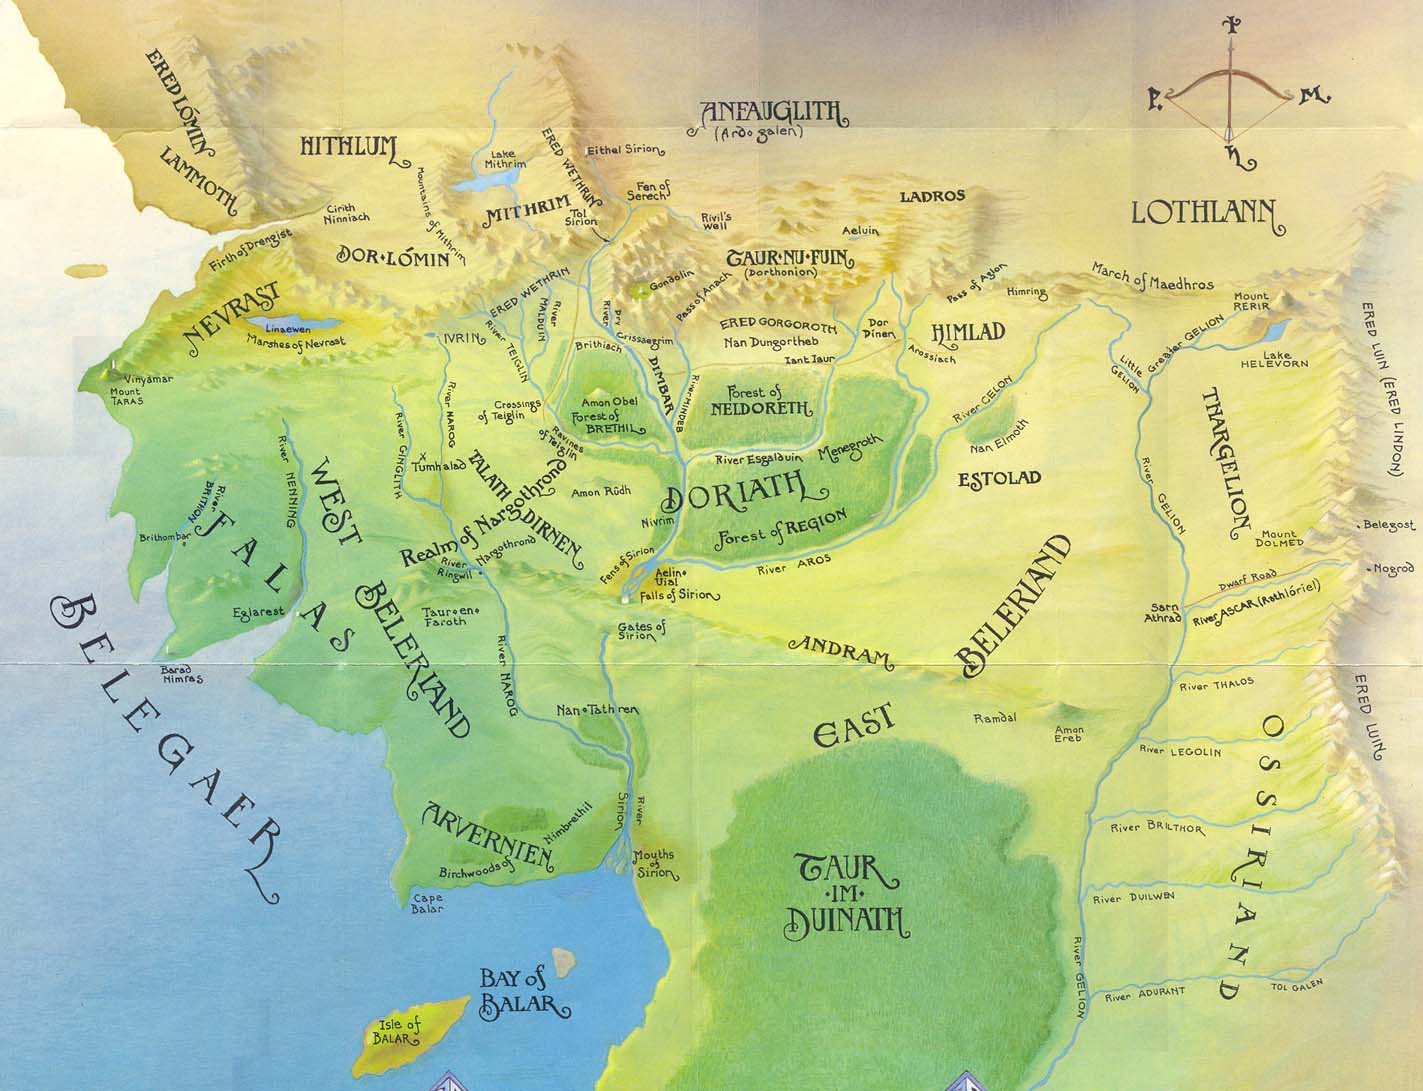 ERED LÓMIN
LAMMOTH
HITHLUM
Lake
Mithrim
ERED WETHRIN
Eithel Sirion
ANFAUGLITH
(Ard·galen)
Mountains of Mithrim
MITHRIM
Tol
Sirion
Fen of
Serech
Rivil's
well
LADROS
LOTHLANN
Cirith
Ninniach
Firth of Drengist
DOR·LÓMIN
Aeluin
TAUR·NU·FUIN
(Dorthonion)
Gondolin
Pass of Anach
Pass of Aglon
Himring
March of Maedhros
Mount
RERIR
NEVRAST
Linaewen
Marshes of Nevrast
ERED WETHRIN
IVRIN
River TEIGLIN
River
MALDUIN
River
Dry
Crissaegrim
Brithiach
DIMBAR
River MINDEB
ERED GORGOROTH
Nan Dungortheb
Iant Iaur
Dor
Dínen
Arossiach
HIMLAD
Little
GELION
Greater GELION
Lake
HELEVORN
ERED LUIN (ERED LINDON)
Vinyamar
Mount
TARAS
River NAROG
River GINGLITH
Crossings
of Teiglin
Amon Obel
Forest of
BRETHIL
Ravines
of Teiglin
Forest of
NELDORETH
River Esgalduin
Menegroth
River CELON
Nan Elmoth
THARGELION
River NENNING
River
BRITHON
Brithombar
Tumhalad
TALATH DIRNEN
Realm of Nargothrond
Amon Rûdh
DORIATH
Nivrim
Forest of REGION
ESTOLAD
River GELION
Mount
DOLMED
Belegost
Nogrod
Dwarf Road
WEST BELERIAND
FALAS
River
Ringwil
Nargothrond
Fens of Sirion
Aelin·
Uial
Falls of Sirion
River AROS
Sarn
Athrad
River ASCAR (Rathlóriel)
Eglarest
Taur·en·
Faroth
Gates of
Sirion
ANDRAM
EAST BELERIAND
Barad
Nimras
BELEGAER
River NAROG
Nan·Tathren
Ramdal
Amon
Ereb
River THALOS
ERED LUIN
River LEGOLIN
OSSIRIAND
ARVERNIEN
Birchwoods of Nimbrethil
River
Sirion
Mouths
of
Sirion
Cape
Balar
TAUR
·IM·
DUINATH
River BRILTHOR
River DUILWEN
River GELION
River ADURANT
TOL GALEN
BAY of
BALAR
Isle of
BALAR